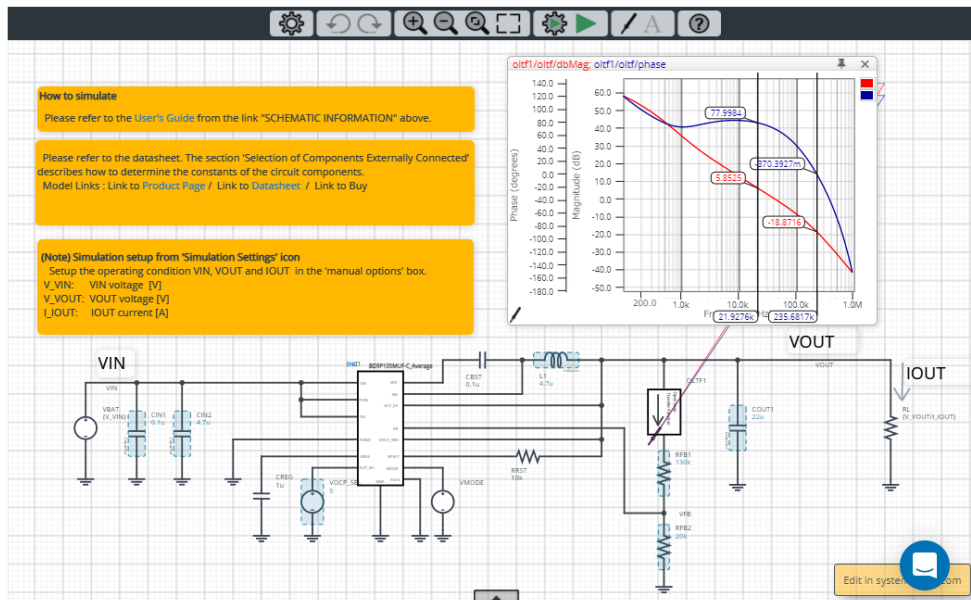 oltf1/oltf/dbMag; oltf1/oltf/phase
How to simulate
Please refer to the User's Guide from the link "SCHEMATIC INFORMATION" above.
Please refer to the datasheet. The section 'Selection of Components Externally Connected'
describes how to determine the constants of the circuit components.
Model Links : Link to Product Page / Link to Datasheet / Link to Buy
(Note) Simulation setup from 'Simulation Settings' icon
Setup the operating condition VIN, VOUT and IOUT in the 'manual options' box.
V_VIN: VIN voltage [V]
V_VOUT: VOUT voltage [V]
I_IOUT: IOUT current [A]
Phase (degrees)
140.0
120.0
100.0
80.0
60.0
40.0
20.0
0.0
-20.0
-40.0
-60.0
-80.0
-100.0
-120.0
-140.0
-160.0
-180.0
Magnitude (dB)
60.0
50.0
40.0
30.0
20.0
10.0
0.0
-10.0
-20.0
-30.0
-40.0
-50.0
77.9984
-370.3927m
5.8525
-18.8716
200.0 1.0k 10.0k 100.0k 1.0M
21.9276k 235.6817k
VIN
VIN
VOUT
VOUT
IOUT
BD9P105MUF-C_Average
VBAT
{V_VIN}
CIN1
0.1u
CIN2
4.7u
CBST
0.1u
L1
4.7u
OLTF1
COUT1
22u
RL
{V_VOUT/I_IOUT}
CREG
1u
VOCP_SE
5
VMODE
RRST
10k
RFB1
130k
VFB
RFB2
20k
Edit in system
.com